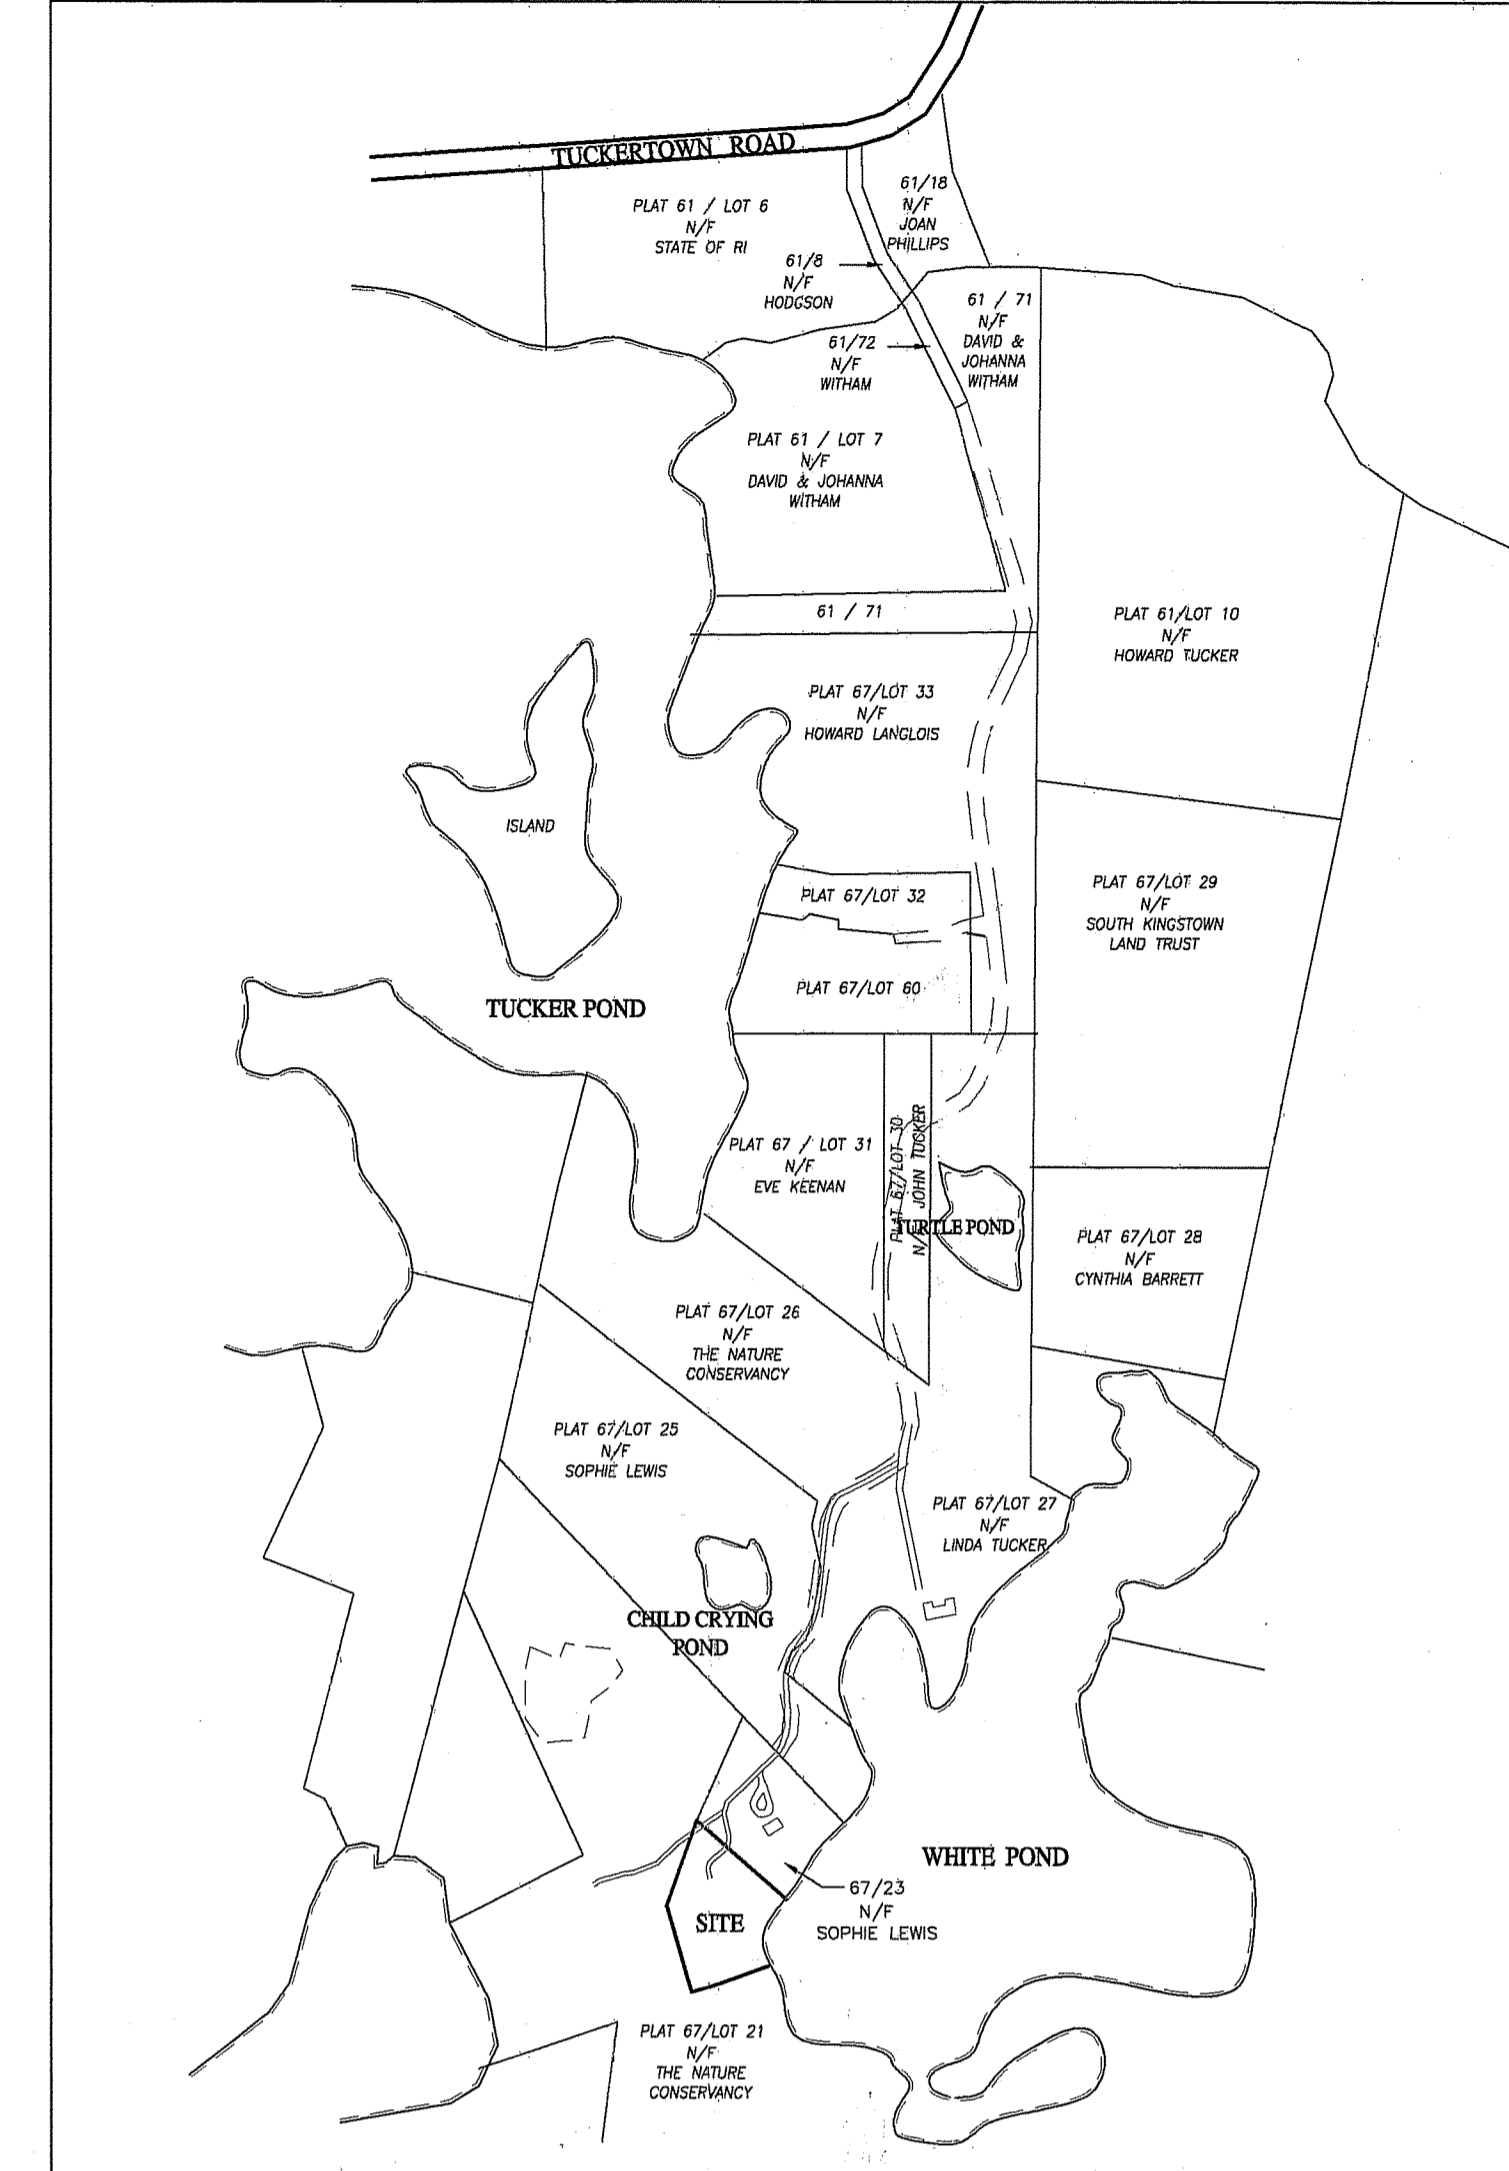 TUCKERTOWN ROAD
PLAT 61 / LOT 6
N/F
STATE OF RI
61/18
N/F
JOAN
PHILLIPS
61/8
N/F
HODGSON
61 / 71
N/F
DAVID &
JOHANNA
WITHAM
61/72
N/F
WITHAM
PLAT 61 / LOT 7
N/F
DAVID & JOHANNA
WITHAM
61 / 71
PLAT 61/LOT 10
N/F
HOWARD TUCKER
PLAT 67/LOT 33
N/F
HOWARD LANGLOIS
ISLAND
PLAT 67/LOT 32
PLAT 67/LOT 29
N/F
SOUTH KINGSTOWN
LAND TRUST
PLAT 67/LOT 60
TUCKER POND
PLAT 67 / LOT 31
N/F
EVE KEENAN
PLAT 67/LOT 30
N/F JOHN TUCKER
TURTLE POND
PLAT 67/LOT 28
N/F
CYNTHIA BARRETT
PLAT 67/LOT 26
N/F
THE NATURE
CONSERVANCY
PLAT 67/LOT 25
N/F
SOPHIE LEWIS
PLAT 67/LOT 27
N/F
LINDA TUCKER
CHILD CRYING
POND
WHITE POND
67/23
N/F
SOPHIE LEWIS
SITE
PLAT 67/LOT 21
N/F
THE NATURE
CONSERVANCY